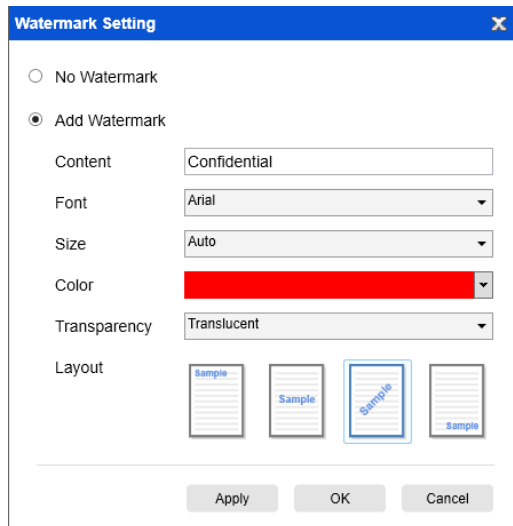 Watermark Setting
No Watermark
Add Watermark
Content Confidential
Font Arial
Size Auto
Color
Transparency Translucent
Layout Sample Sample Sample Sample
Apply OK Cancel